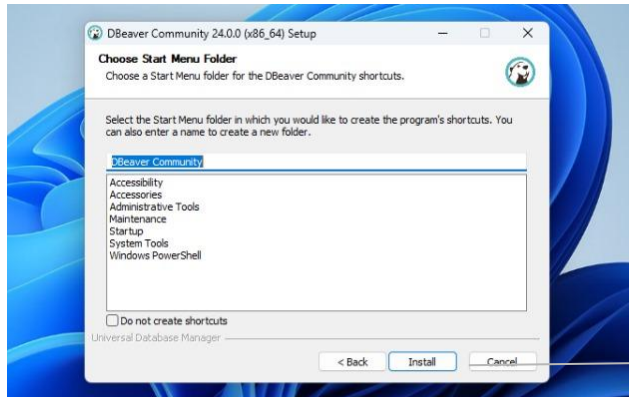 DBeaver Community 24.0.0 (x86_64) Setup
Choose Start Menu Folder
Choose a Start Menu folder for the DBeaver Community shortcuts.
Select the Start Menu folder in which you would like to create the program's shortcuts. You
can also enter a name to create a new folder.
DBeaver Community
Accessibility
Accessories
Administrative Tools
Maintenance
Startup
System Tools
Windows PowerShell
Do not create shortcuts
Universal Database Manager
< Back Install Cancel